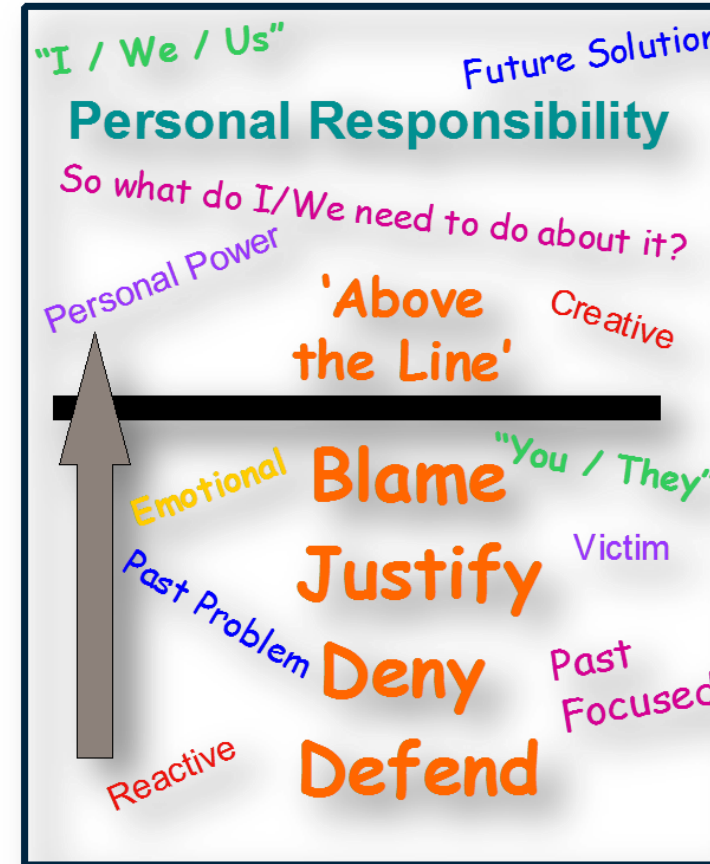 “I / We / Us”
Future Solution
Personal Responsibility
So what do I/We need to do about it?
Personal Power
‘Above
the Line’
Creative
Emotional
Blame
“You / They”
Justify
Victim
Past Problem
Deny
Past
Focused
Reactive
Defend